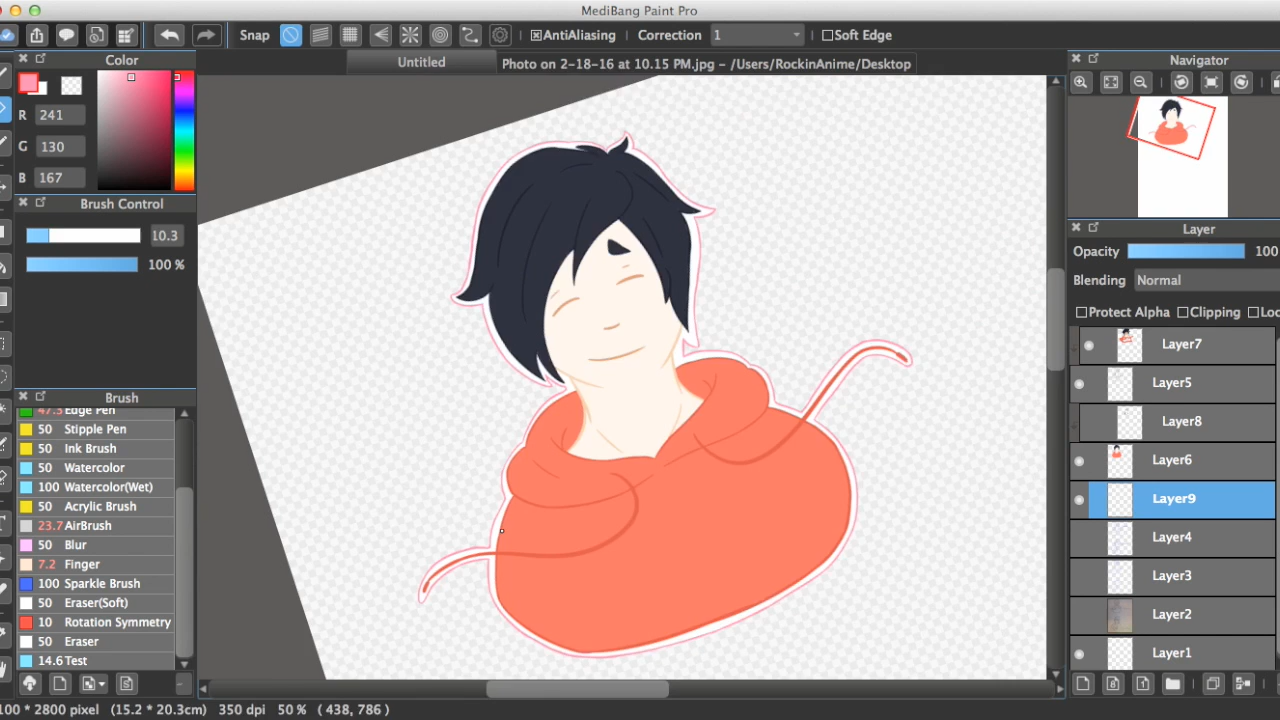 MediBang Paint Pro
Snap
AntiAliasing
Correction 1
Soft Edge
Untitled
Photo on 2-18-16 at 10.15 PM.jpg - /Users/RockinAnime/Desktop
Color
R 241
G 130
B 167
Brush Control
10.3
100 %
Brush
47.3 Edge Pen
50 Stipple Pen
50 Ink Brush
50 Watercolor
100 Watercolor(Wet)
50 Acrylic Brush
23.7 AirBrush
50 Blur
7.2 Finger
100 Sparkle Brush
50 Eraser(Soft)
10 Rotation Symmetry
50 Eraser
14.6 Test
Navigator
Layer
Opacity 100
Blending Normal
Protect Alpha Clipping Loc
Layer7
Layer5
Layer8
Layer6
Layer9
Layer4
Layer3
Layer2
Layer1
100 * 2800 pixel (15.2 * 20.3cm) 350 dpi 50 % ( 438, 786 )